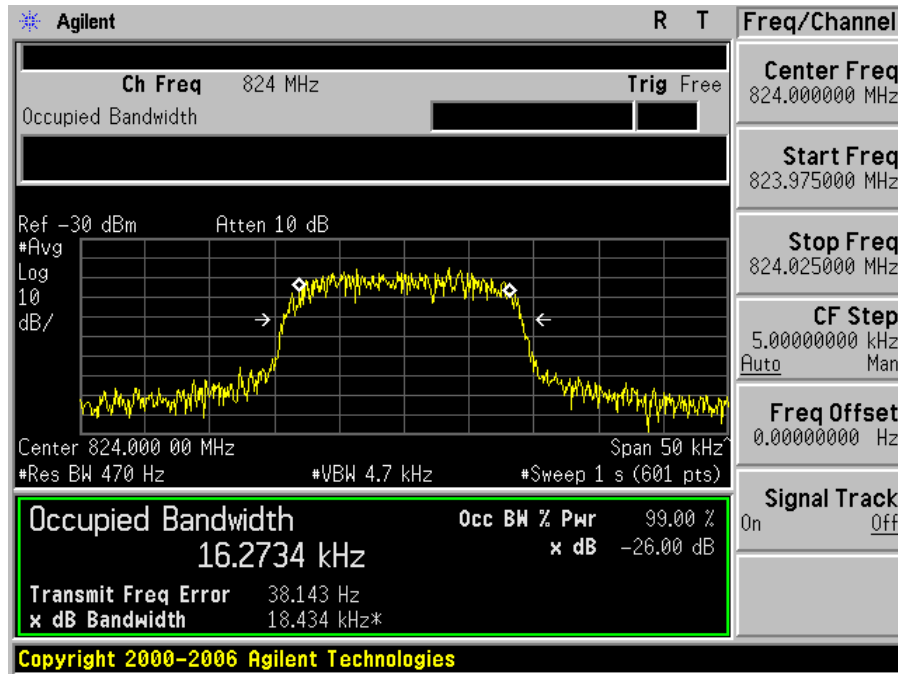 Agilent R T
Freq/Channel
Ch Freq 824 MHz Trig Free
Occupied Bandwidth
Center Freq
824.000000 MHz
Start Freq
823.975000 MHz
Stop Freq
824.025000 MHz
CF Step
5.00000000 kHz
Auto Man
Freq Offset
0.00000000 Hz
Signal Track
On Off
Ref -30 dBm Atten 10 dB
#Avg
Log
10
dB/
Center 824.000 00 MHz Span 50 kHz^
#Res BW 470 Hz #VBW 4.7 kHz #Sweep 1 s (601 pts)
Occupied Bandwidth Occ BW % Pwr 99.00 %
16.2734 kHz x dB -26.00 dB
Transmit Freq Error 38.143 Hz
x dB Bandwidth 18.434 kHz*
Copyright 2000-2006 Agilent Technologies